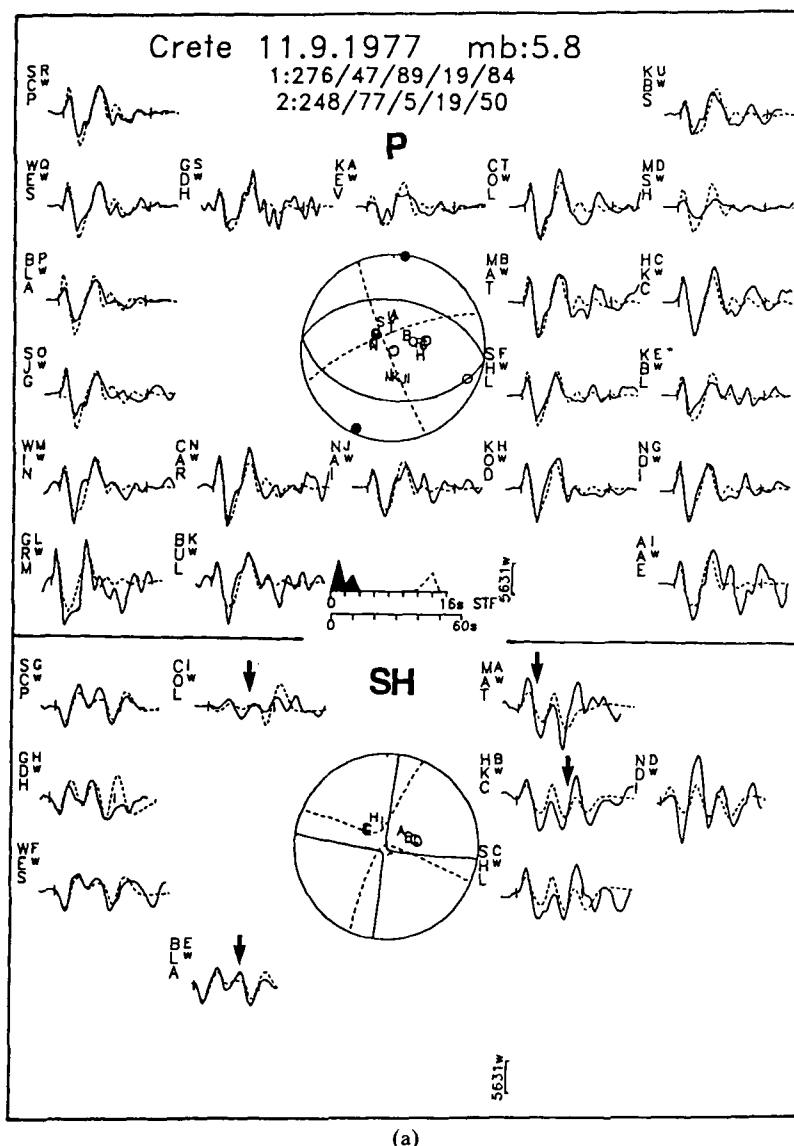 Crete 11.9.1977 mb:5.8
1:276/47/89/19/84
2:248/77/5/19/50
P
SCP R w
KBS U w
WES Q w
GDH S w
KEV A w
COL T w
MSH D w
BLA P w
MAT B w
HKC C w
SJG O w
SHL F w
KBL E w
WIN M w
CAR N w
NAI J w
KOD H w
NDI G w
GRM L w
BUL K w
AAE I w
0 16s STF
0 60s
5631w
SH
SCP G w
COL I w
MAT A w
GDH H w
HKC B w
NDI D w
WES F w
SHL C w
BLA E w
5631w
(a)